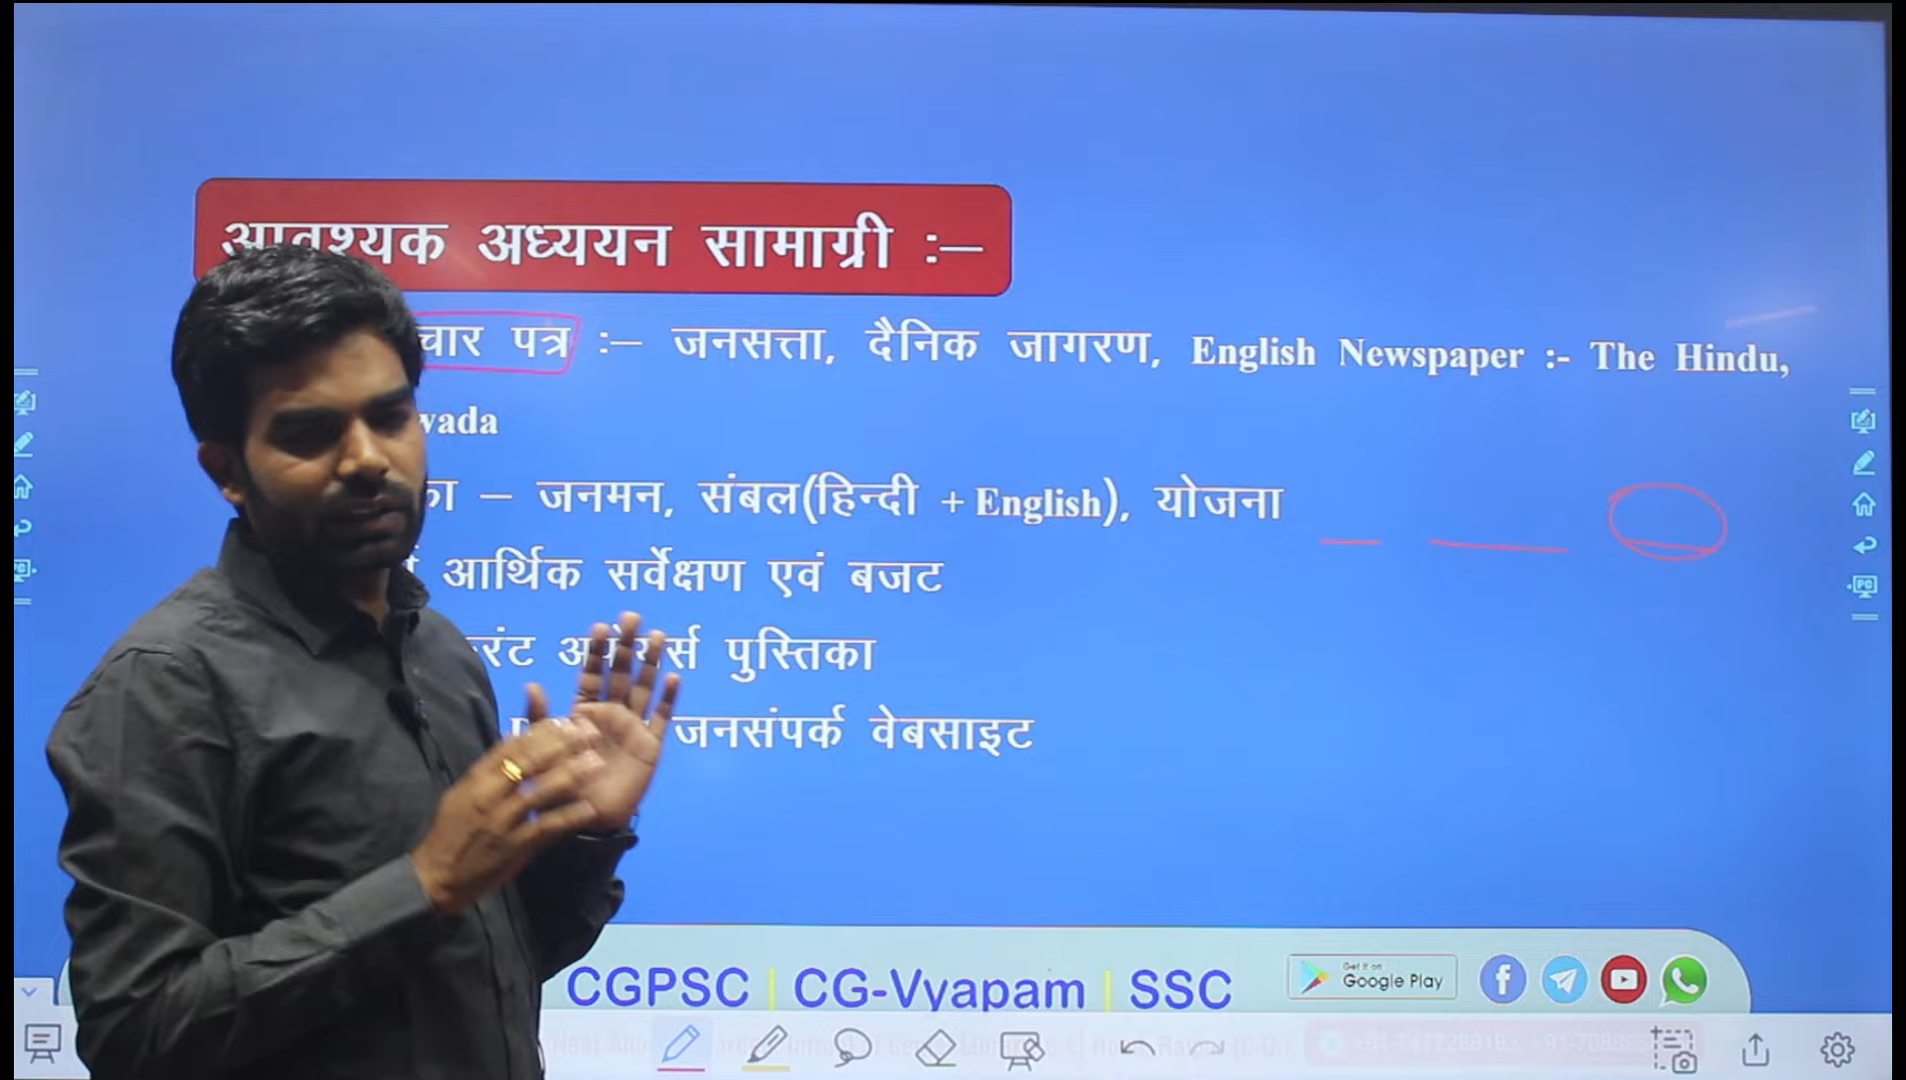 आवश्यक अध्ययन सामाग्री :–
पत्र :– जनसत्ता, दैनिक जागरण, English Newspaper :- The Hindu,
– जनमन, संबल(हिन्दी + English), योजना
आर्थिक सर्वेक्षण एवं बजट
पुस्तिका
जनसंपर्क वेबसाइट
CGPSC | CG-Vyapam | SSC
Get it on
Google Play